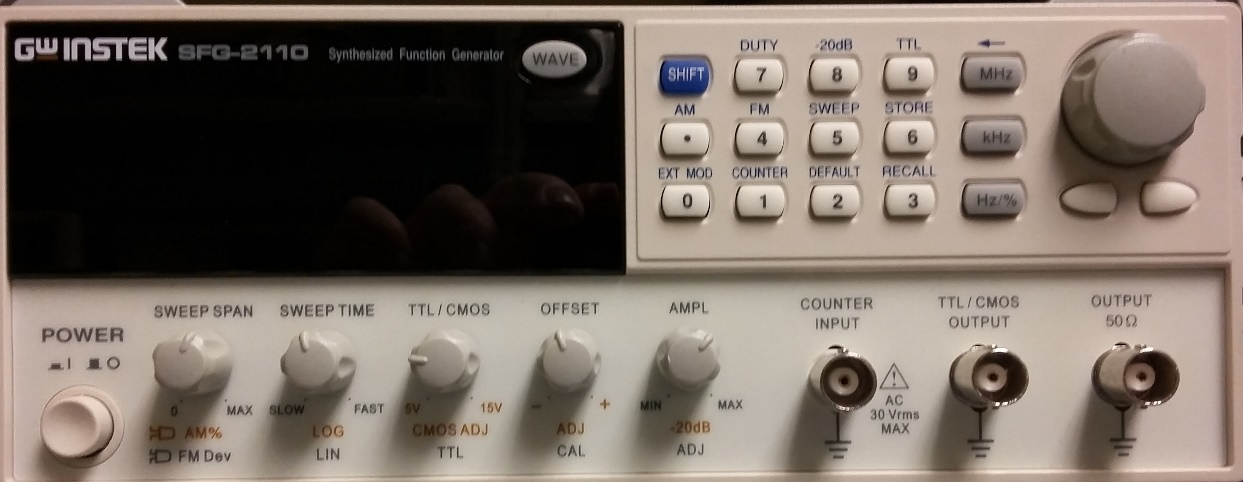 GW INSTEK SFG-2110 Synthesized Function Generator
WAVE
DUTY -20dB TTL ←
SHIFT 7 8 9 MHz
AM FM SWEEP STORE
• 4 5 6 kHz
EXT MOD COUNTER DEFAULT RECALL
0 1 2 3 Hz/%
POWER
SWEEP SPAN
0 MAX
AM%
FM Dev
SWEEP TIME
SLOW FAST
LOG
LIN
TTL/CMOS
5V 15V
CMOS ADJ
TTL
OFFSET
- +
ADJ
CAL
AMPL
MIN MAX
-20dB
ADJ
COUNTER
INPUT
AC
30 Vrms
MAX
TTL/CMOS
OUTPUT
OUTPUT
50Ω